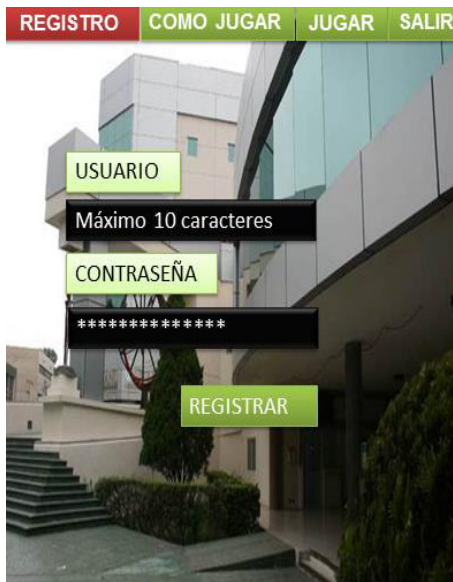 REGISTRO COMO JUGAR JUGAR SALIR
USUARIO
Máximo 10 caracteres
CONTRASEÑA
**************
REGISTRAR